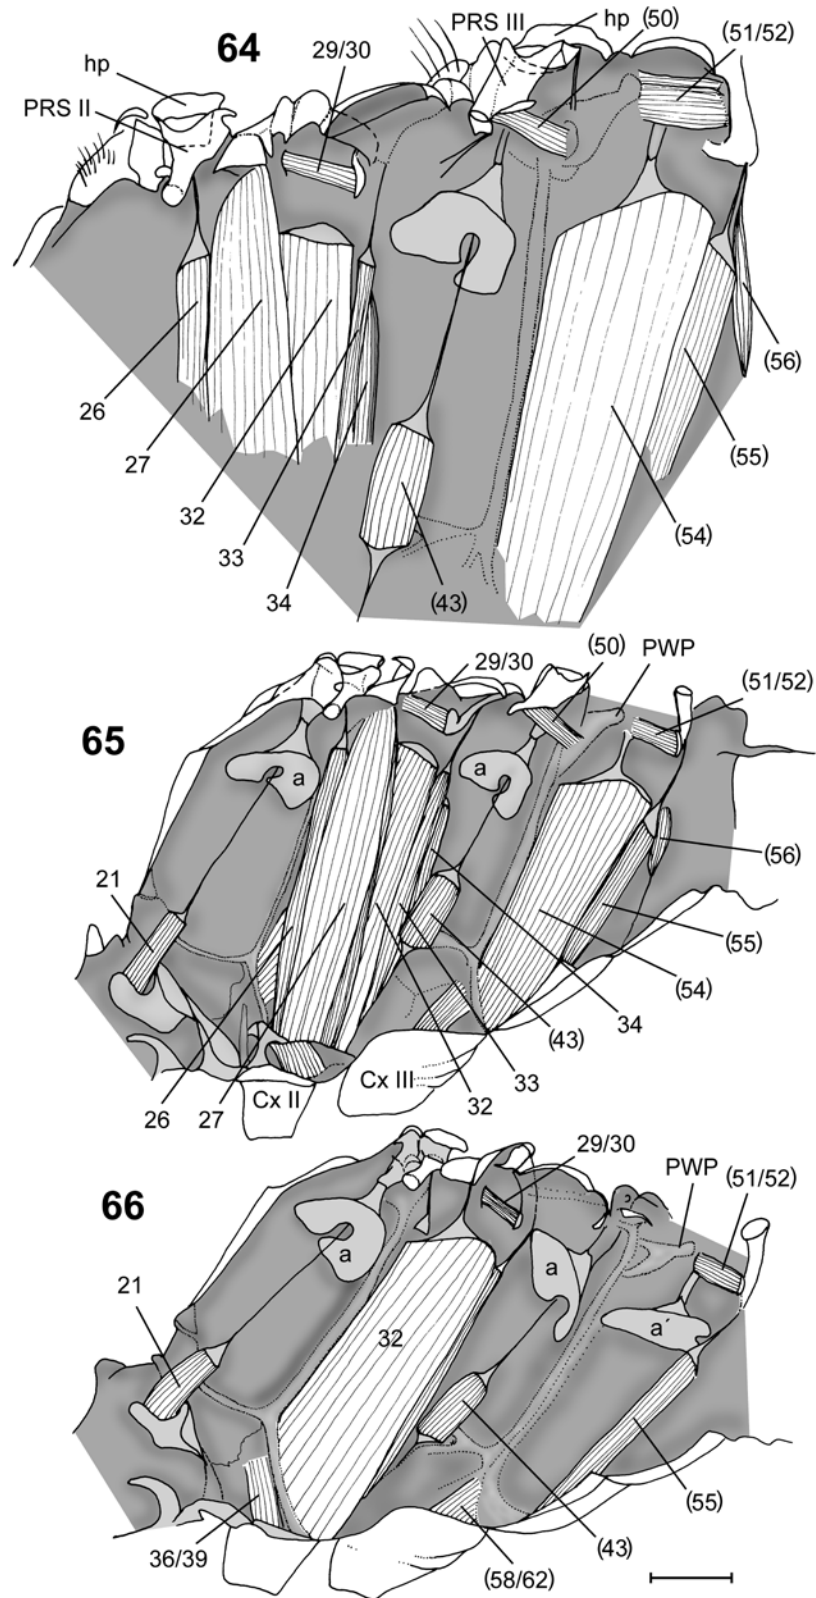 64
hp
PRS II
29/30
PRS III
hp
(50)
(51/52)
26
27
32
33
34
(43)
(54)
(55)
(56)
65
29/30
(50)
PWP
(51/52)
a
a
21
(56)
(55)
(54)
34
(43)
33
32
26
27
Cx II
Cx III
66
29/30
PWP
(51/52)
a
a
a´
21
32
(55)
(43)
(58/62)
36/39